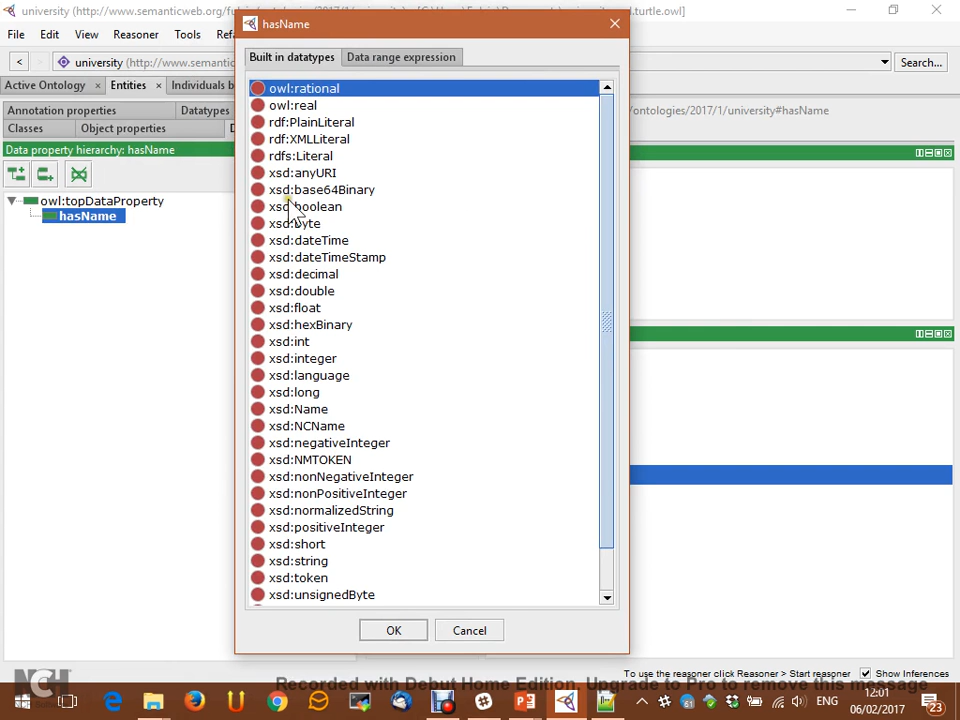 university (http://www.semanticweb.org/
hasName
File Edit View Reasoner Tools
<
university
Search...
Active Ontology × Entities × Individuals
/ontologies/2017/1/university#hasName
Annotation properties Datatypes
Classes Object properties
Data property hierarchy: hasName
owl:topDataProperty
hasName
Built in datatypes Data range expression
owl:rational
owl:real
rdf:PlainLiteral
rdf:XMLLiteral
rdfs:Literal
xsd:anyURI
xsd:base64Binary
xsd:boolean
xsd:byte
xsd:dateTime
xsd:dateTimeStamp
xsd:decimal
xsd:double
xsd:float
xsd:hexBinary
xsd:int
xsd:integer
xsd:language
xsd:long
xsd:Name
xsd:NCName
xsd:negativeInteger
xsd:NMTOKEN
xsd:nonNegativeInteger
xsd:nonPositiveInteger
xsd:normalizedString
xsd:positiveInteger
xsd:short
xsd:string
xsd:token
xsd:unsignedByte
OK Cancel
To use the reasoner click Reasoner > Start reasoner Show Inferences
NCH
Recorded with Debut Home Edition. Upgrade to Pro to remove this message
ENG
12:01
06/02/2017
23